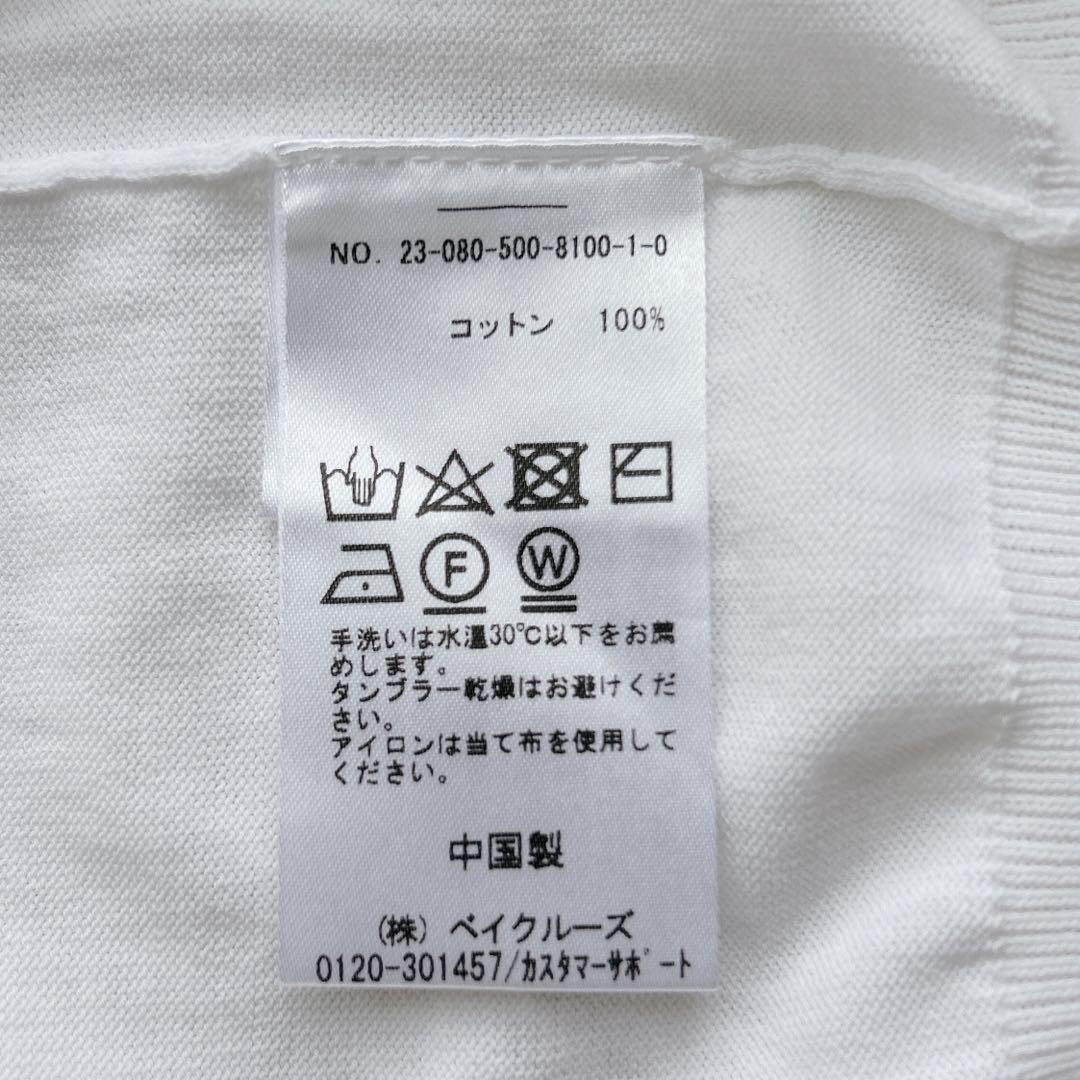 NO. 23-080-500-8100-1-0
コットン 100%
F W
手洗いは水温30℃以下をお薦
めします。
タンブラー乾燥はお避けくだ
さい。
アイロンは当て布を使用して
ください。
中国製
(株) ベイクルーズ
0120-301457/カスタマーサポート